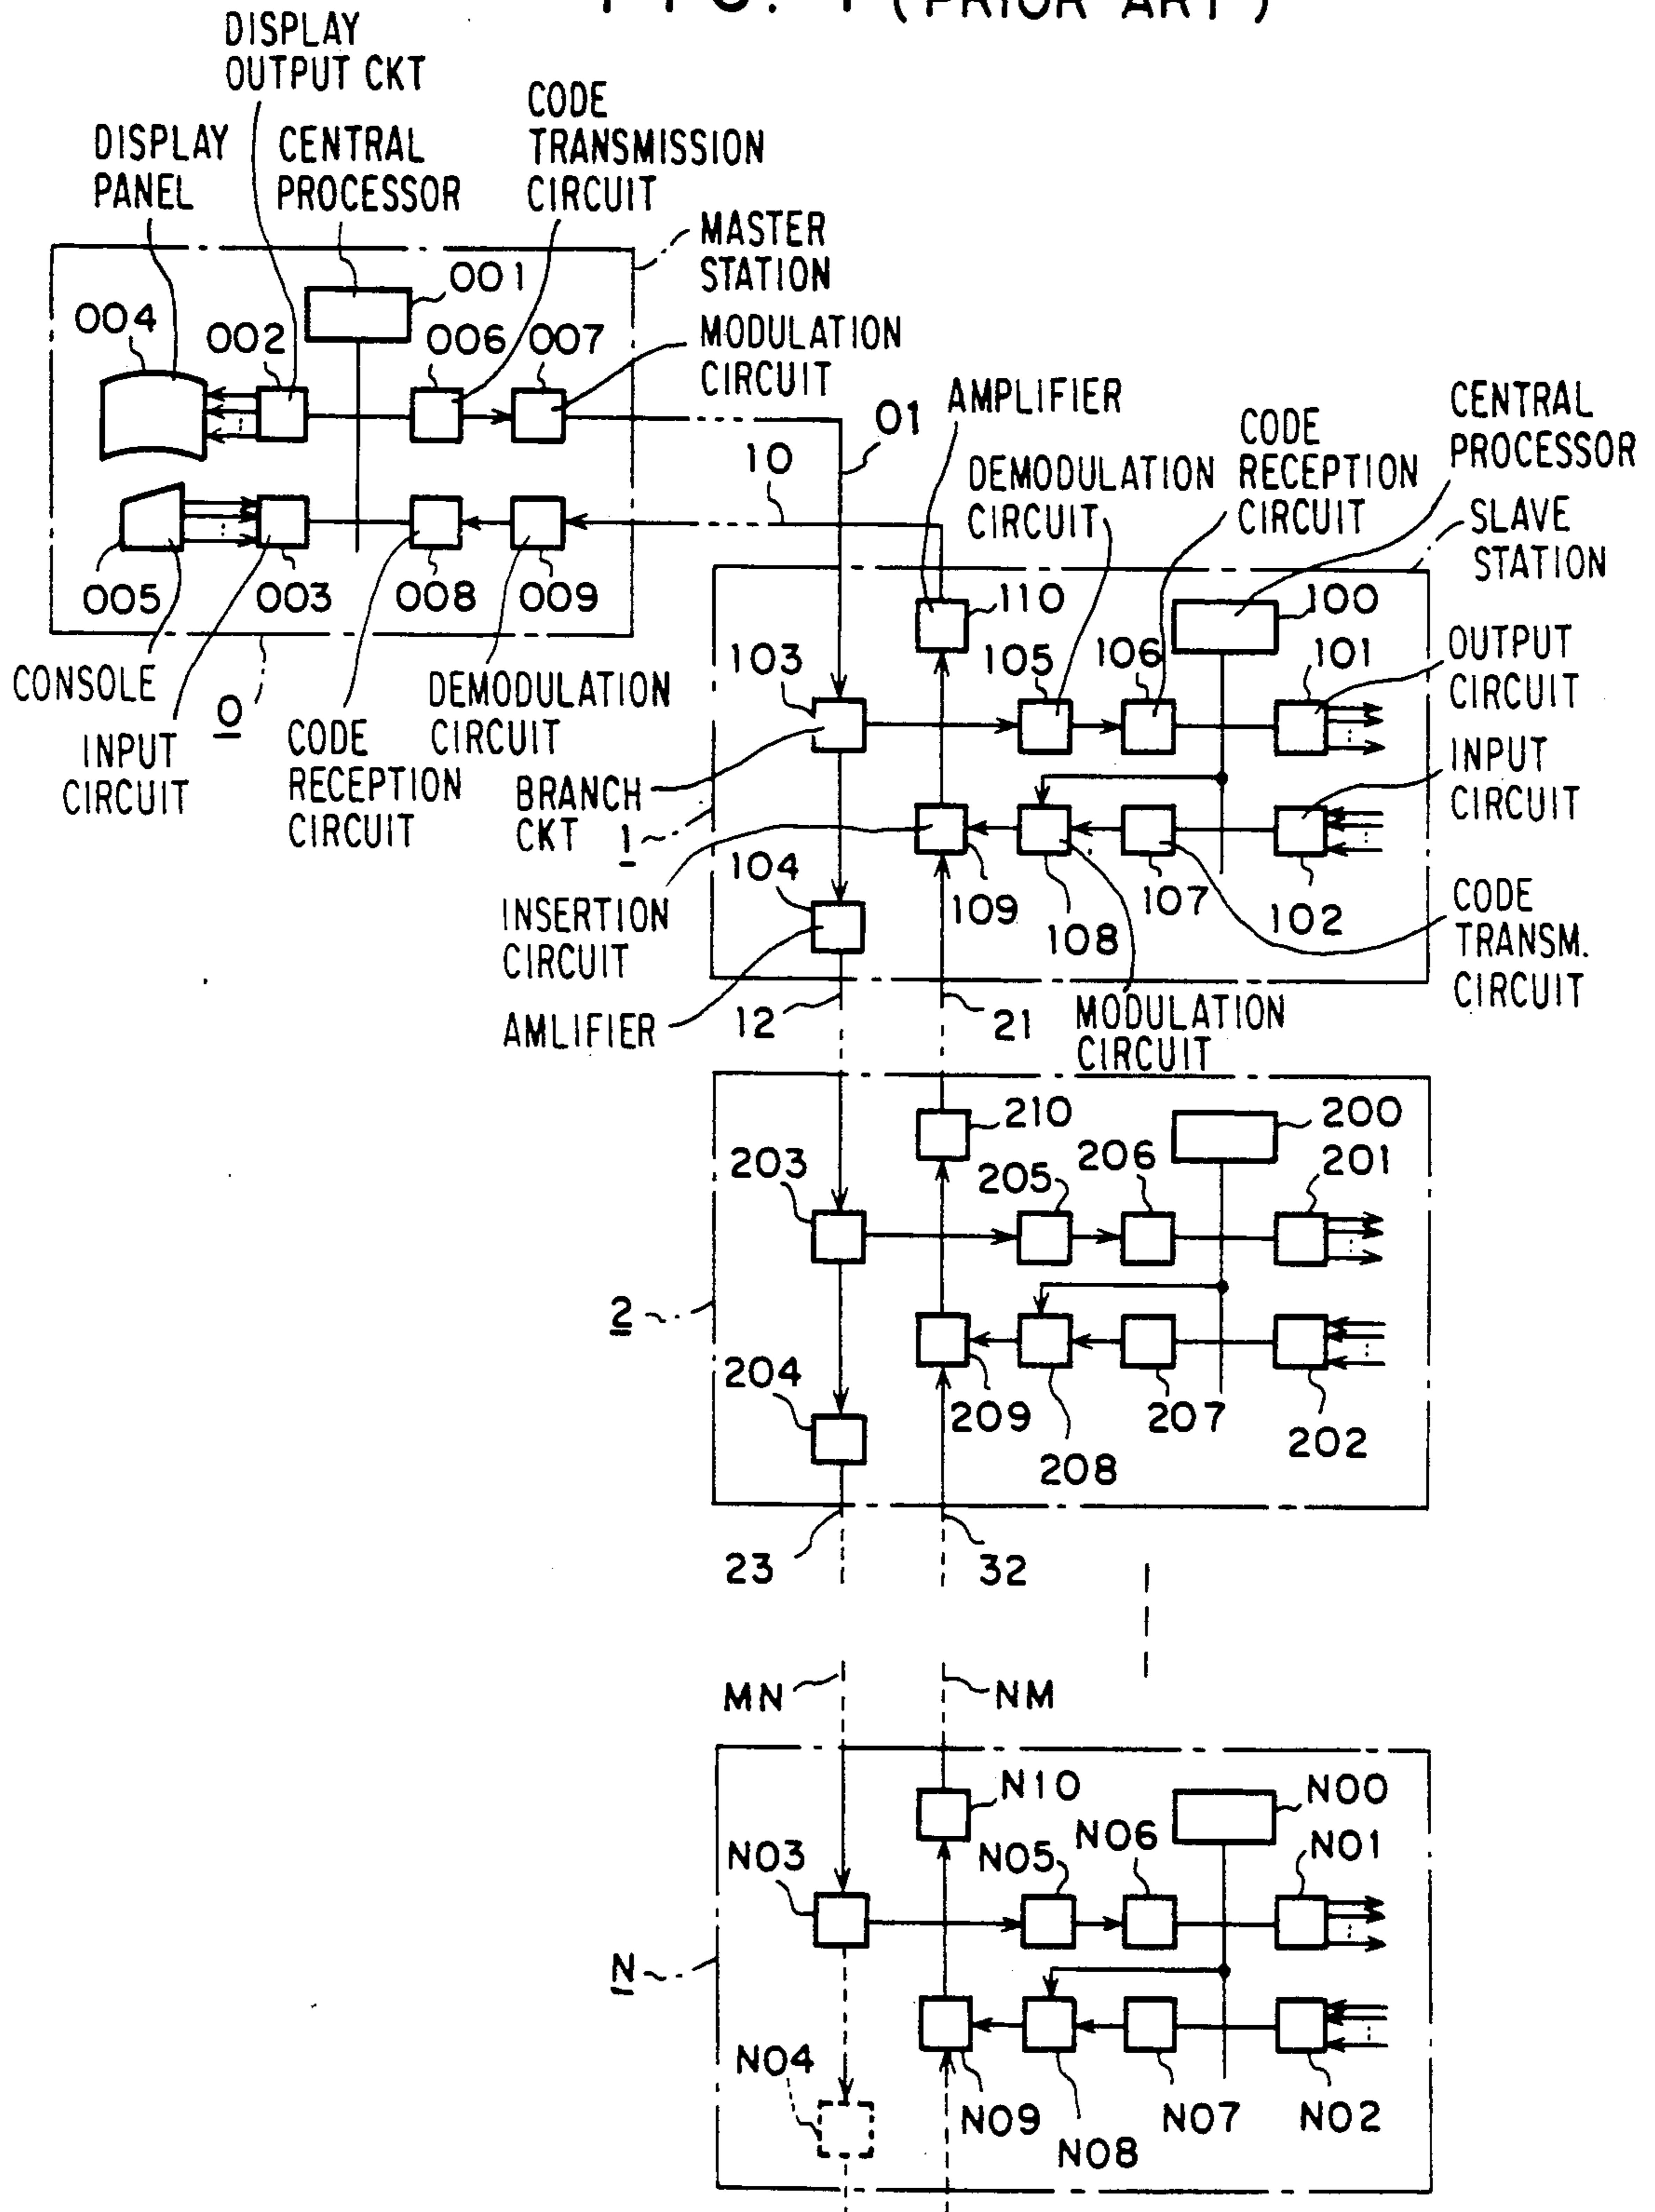 FIG. 1 (PRIOR ART)
DISPLAY
OUTPUT CKT
CODE
TRANSMISSION
CIRCUIT
DISPLAY
PANEL
CENTRAL
PROCESSOR
MASTER
STATION
001
004
002
006
007
MODULATION
CIRCUIT
01
10
AMPLIFIER
DEMODULATION
CIRCUIT
CODE
RECEPTION
CIRCUIT
CENTRAL
PROCESSOR
SLAVE
STATION
005
003
008
009
CONSOLE
0
INPUT
CIRCUIT
CODE
RECEPTION
CIRCUIT
DEMODULATION
CIRCUIT
110
100
103
105
106
101
OUTPUT
CIRCUIT
INPUT
CIRCUIT
BRANCH
CKT
1
104
INSERTION
CIRCUIT
109
108
107
102
CODE
TRANSM.
CIRCUIT
AMLIFIER
12
21
MODULATION
CIRCUIT
210
200
203
205
206
201
2
204
209
208
207
202
23
32
MN
NM
N10
N00
N03
N05
N06
N01
N
N04
N09
N08
N07
N02